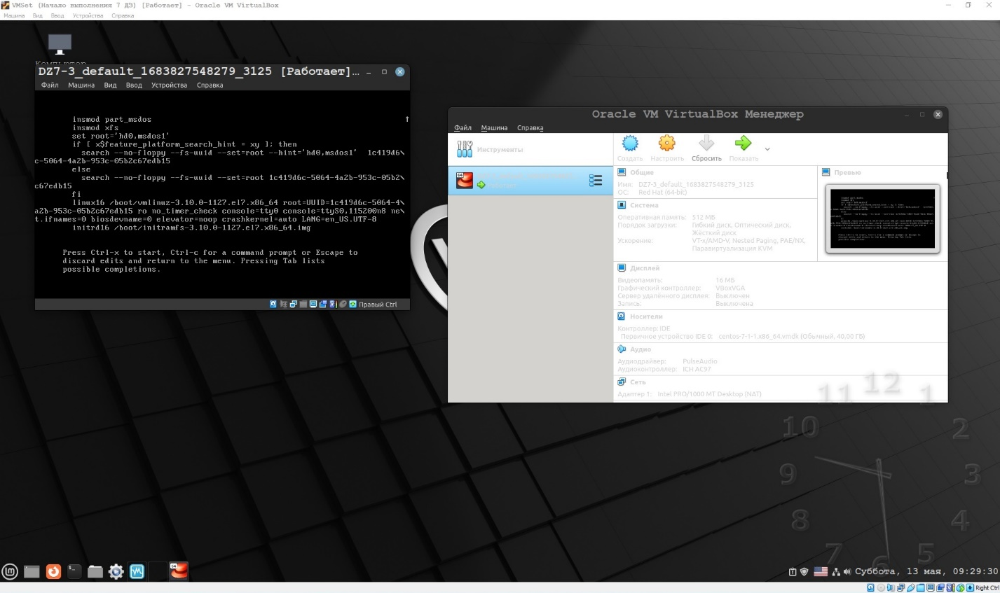 VMSet (Начало выполнения 7 ДЗ) [Работает] - Oracle VM VirtualBox
Машина Вид Ввод Устройства Справка
Компьютер
DZ7-3_default_1683827548279_3125 [Работает]...
Файл Машина Вид Ввод Устройства Справка
insmod part_msdos
insmod xfs
set root='hd0,msdos1'
if [ x$feature_platform_search_hint = xy ]; then
search --no-floppy --fs-uuid --set=root --hint='hd0,msdos1' 1c419d6\
c-5064-4a2b-953c-05b2c67edb15
else
search --no-floppy --fs-uuid --set=root 1c419d6c-5064-4a2b-953c-05b2\
c67edb15
fi
linux16 /boot/vmlinuz-3.10.0-1127.el7.x86_64 root=UUID=1c419d6c-5064-4\
a2b-953c-05b2c67edb15 ro no_timer_check console=tty0 console=ttyS0,115200n8 ne\
t.ifnames=0 biosdevname=0 elevator=noop crashkernel=auto LANG=en_US.UTF-8
initrd16 /boot/initramfs-3.10.0-1127.el7.x86_64.img
Press Ctrl-x to start, Ctrl-c for a command prompt or Escape to
discard edits and return to the menu. Pressing Tab lists
possible completions.
Правый Ctrl
Oracle VM VirtualBox Менеджер
Файл Машина Справка
Инструменты
Создать Настроить Сбросить Показать
Общие
Имя: DZ7-3_default_1683827548279_3125
ОС: Red Hat (64-bit)
Превью
Система
Оперативная память: 512 МБ
Порядок загрузки: Гибкий диск, Оптический диск,
Жёсткий диск
Ускорение: VT-x/AMD-V, Nested Paging, PAE/NX,
Паравиртуализация KVM
Дисплей
Видеопамять: 16 МБ
Графический контроллер: VBoxVGA
Сервер удалённого дисплея: Выключен
Запись: Выключена
Носители
Контроллер: IDE
Первичное устройство IDE 0: centos-7-1-1.x86_64.vmdk (Обычный, 40,00 ГБ)
Аудио
Аудиодрайвер: PulseAudio
Аудиоконтроллер: ICH AC97
Сеть
Адаптер 1: Intel PRO/1000 MT Desktop (NAT)
11 12 1
10 2
9 3
8 4
7 6 5
Суббота, 13 мая, 09:29:30
Right Ctrl